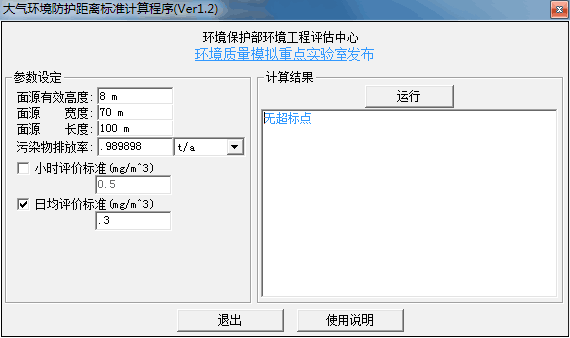 大气环境防护距离标准计算程序(Ver1.2)
环境保护部环境工程评估中心
环境质量模拟重点实验室发布
参数设定
面源有效高度: 8 m
面源 宽度: 70 m
面源 长度: 100 m
污染物排放率: .989898 t/a
小时评价标准(mg/m^3)
0.5
日均评价标准(mg/m^3)
.3
计算结果
运行
无超标点
退出 使用说明